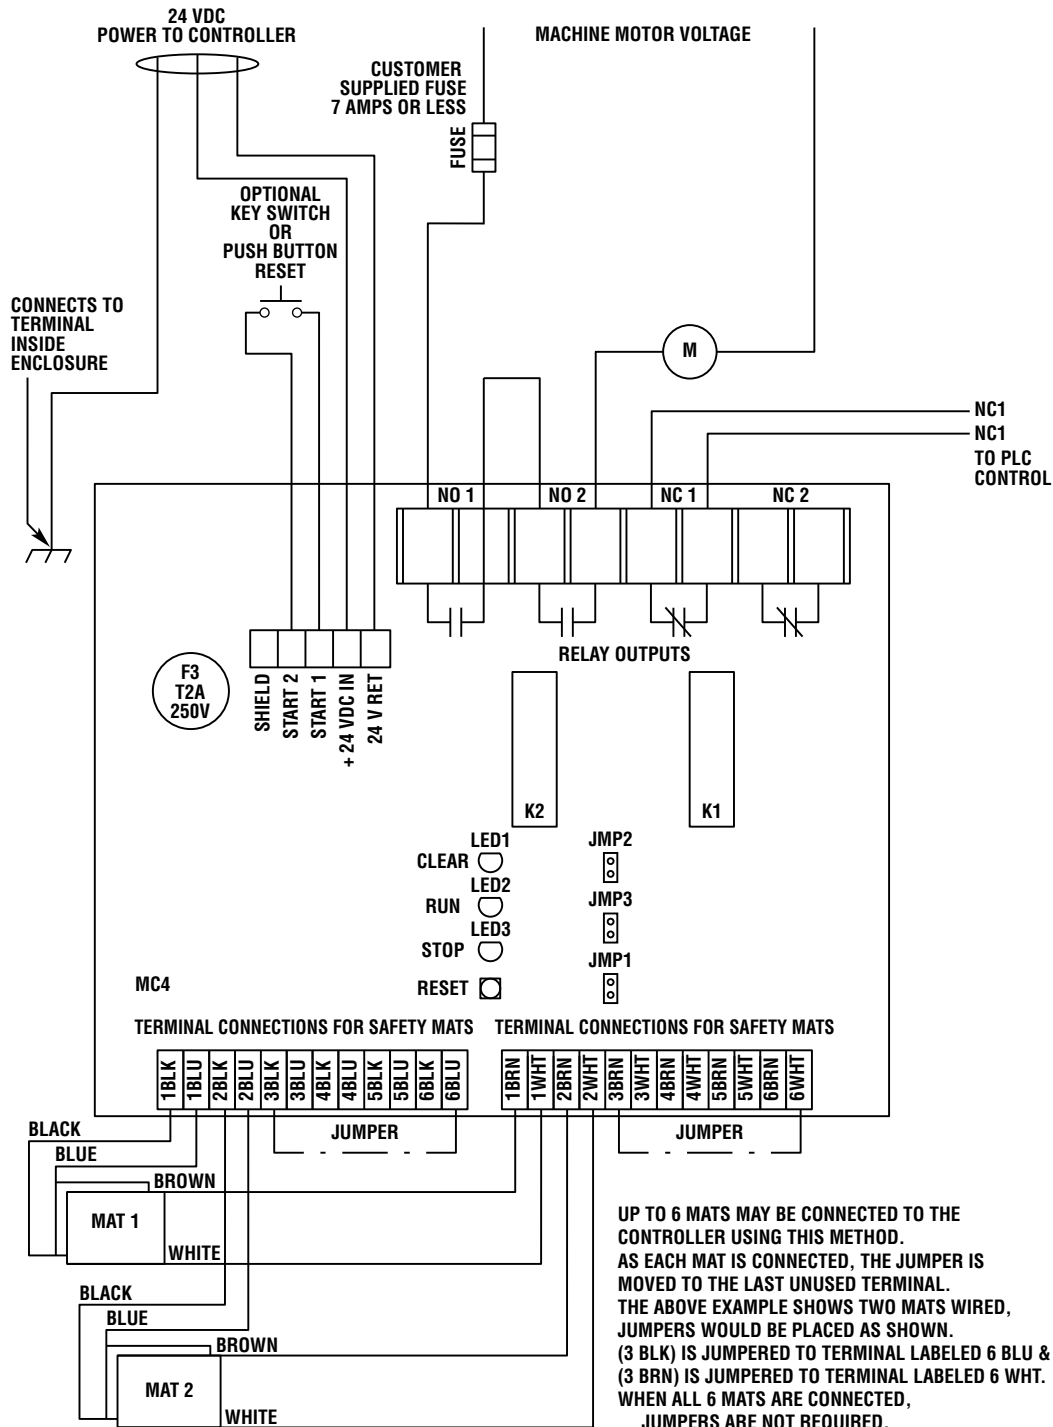 24 VDC
POWER TO CONTROLLER
MACHINE MOTOR VOLTAGE
CUSTOMER
SUPPLIED FUSE
7 AMPS OR LESS
FUSE
OPTIONAL
KEY SWITCH
OR
PUSH BUTTON
RESET
CONNECTS TO
TERMINAL
INSIDE
ENCLOSURE
M
NC1
NC1
TO PLC
CONTROL
NO 1
NO 2
NC 1
NC 2
RELAY OUTPUTS
F3
T2A
250V
SHIELD
START 2
START 1
+ 24 VDC IN
24 V RET
K2
K1
LED1
CLEAR
LED2
RUN
LED3
STOP
RESET
JMP2
JMP3
JMP1
MC4
TERMINAL CONNECTIONS FOR SAFETY MATS
TERMINAL CONNECTIONS FOR SAFETY MATS
1BLK
1BLU
2BLK
2BLU
3BLK
3BLU
4BLK
4BLU
5BLK
5BLU
6BLK
6BLU
1BRN
1WHT
2BRN
2WHT
3BRN
3WHT
4BRN
4WHT
5BRN
5WHT
6BRN
6WHT
JUMPER
JUMPER
BLACK
BLUE
BROWN
MAT 1
WHITE
BLACK
BLUE
BROWN
MAT 2
WHITE
UP TO 6 MATS MAY BE CONNECTED TO THE
CONTROLLER USING THIS METHOD.
AS EACH MAT IS CONNECTED, THE JUMPER IS
MOVED TO THE LAST UNUSED TERMINAL.
THE ABOVE EXAMPLE SHOWS TWO MATS WIRED,
JUMPERS WOULD BE PLACED AS SHOWN.
(3 BLK) IS JUMPERED TO TERMINAL LABELED 6 BLU &
(3 BRN) IS JUMPERED TO TERMINAL LABELED 6 WHT.
WHEN ALL 6 MATS ARE CONNECTED,
JUMPERS ARE NOT REQUIRED.